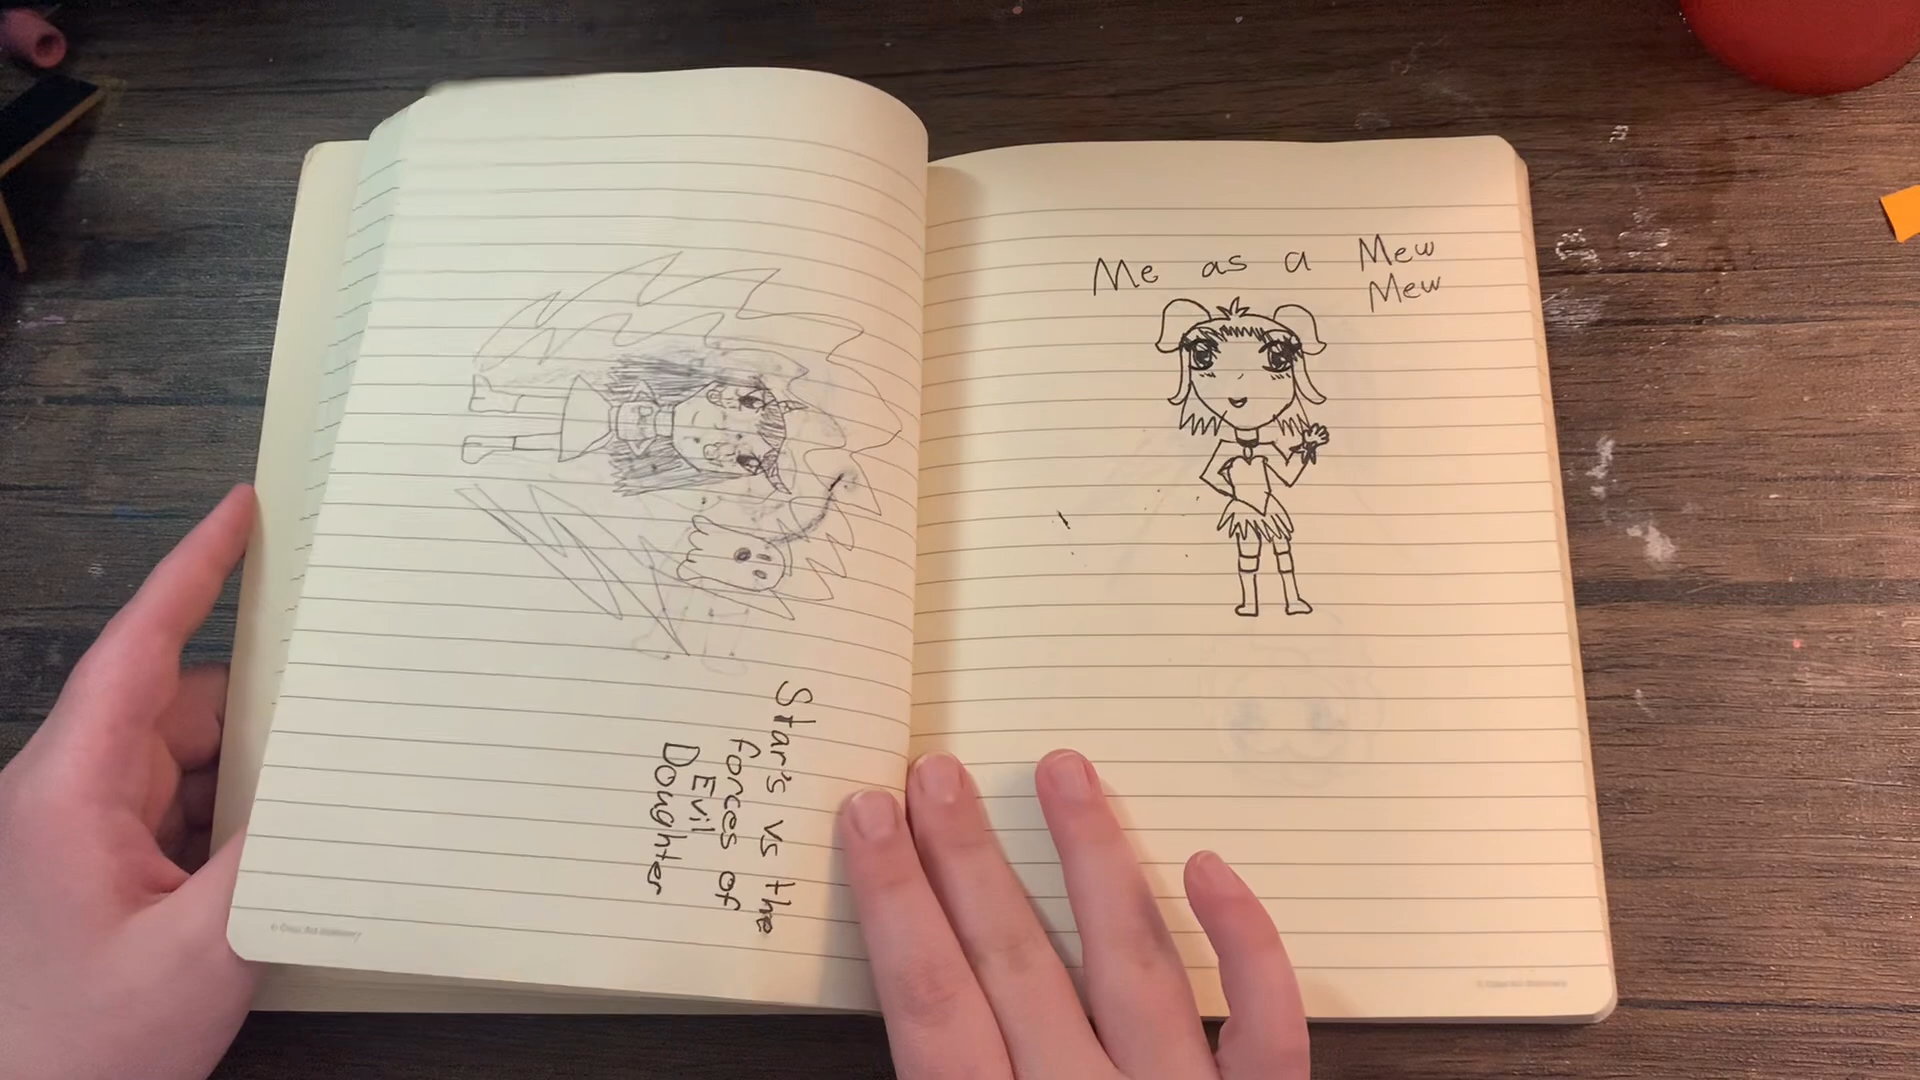 Star's vs the
forces of
Evil
Doughter
Me as a Mew
Mew